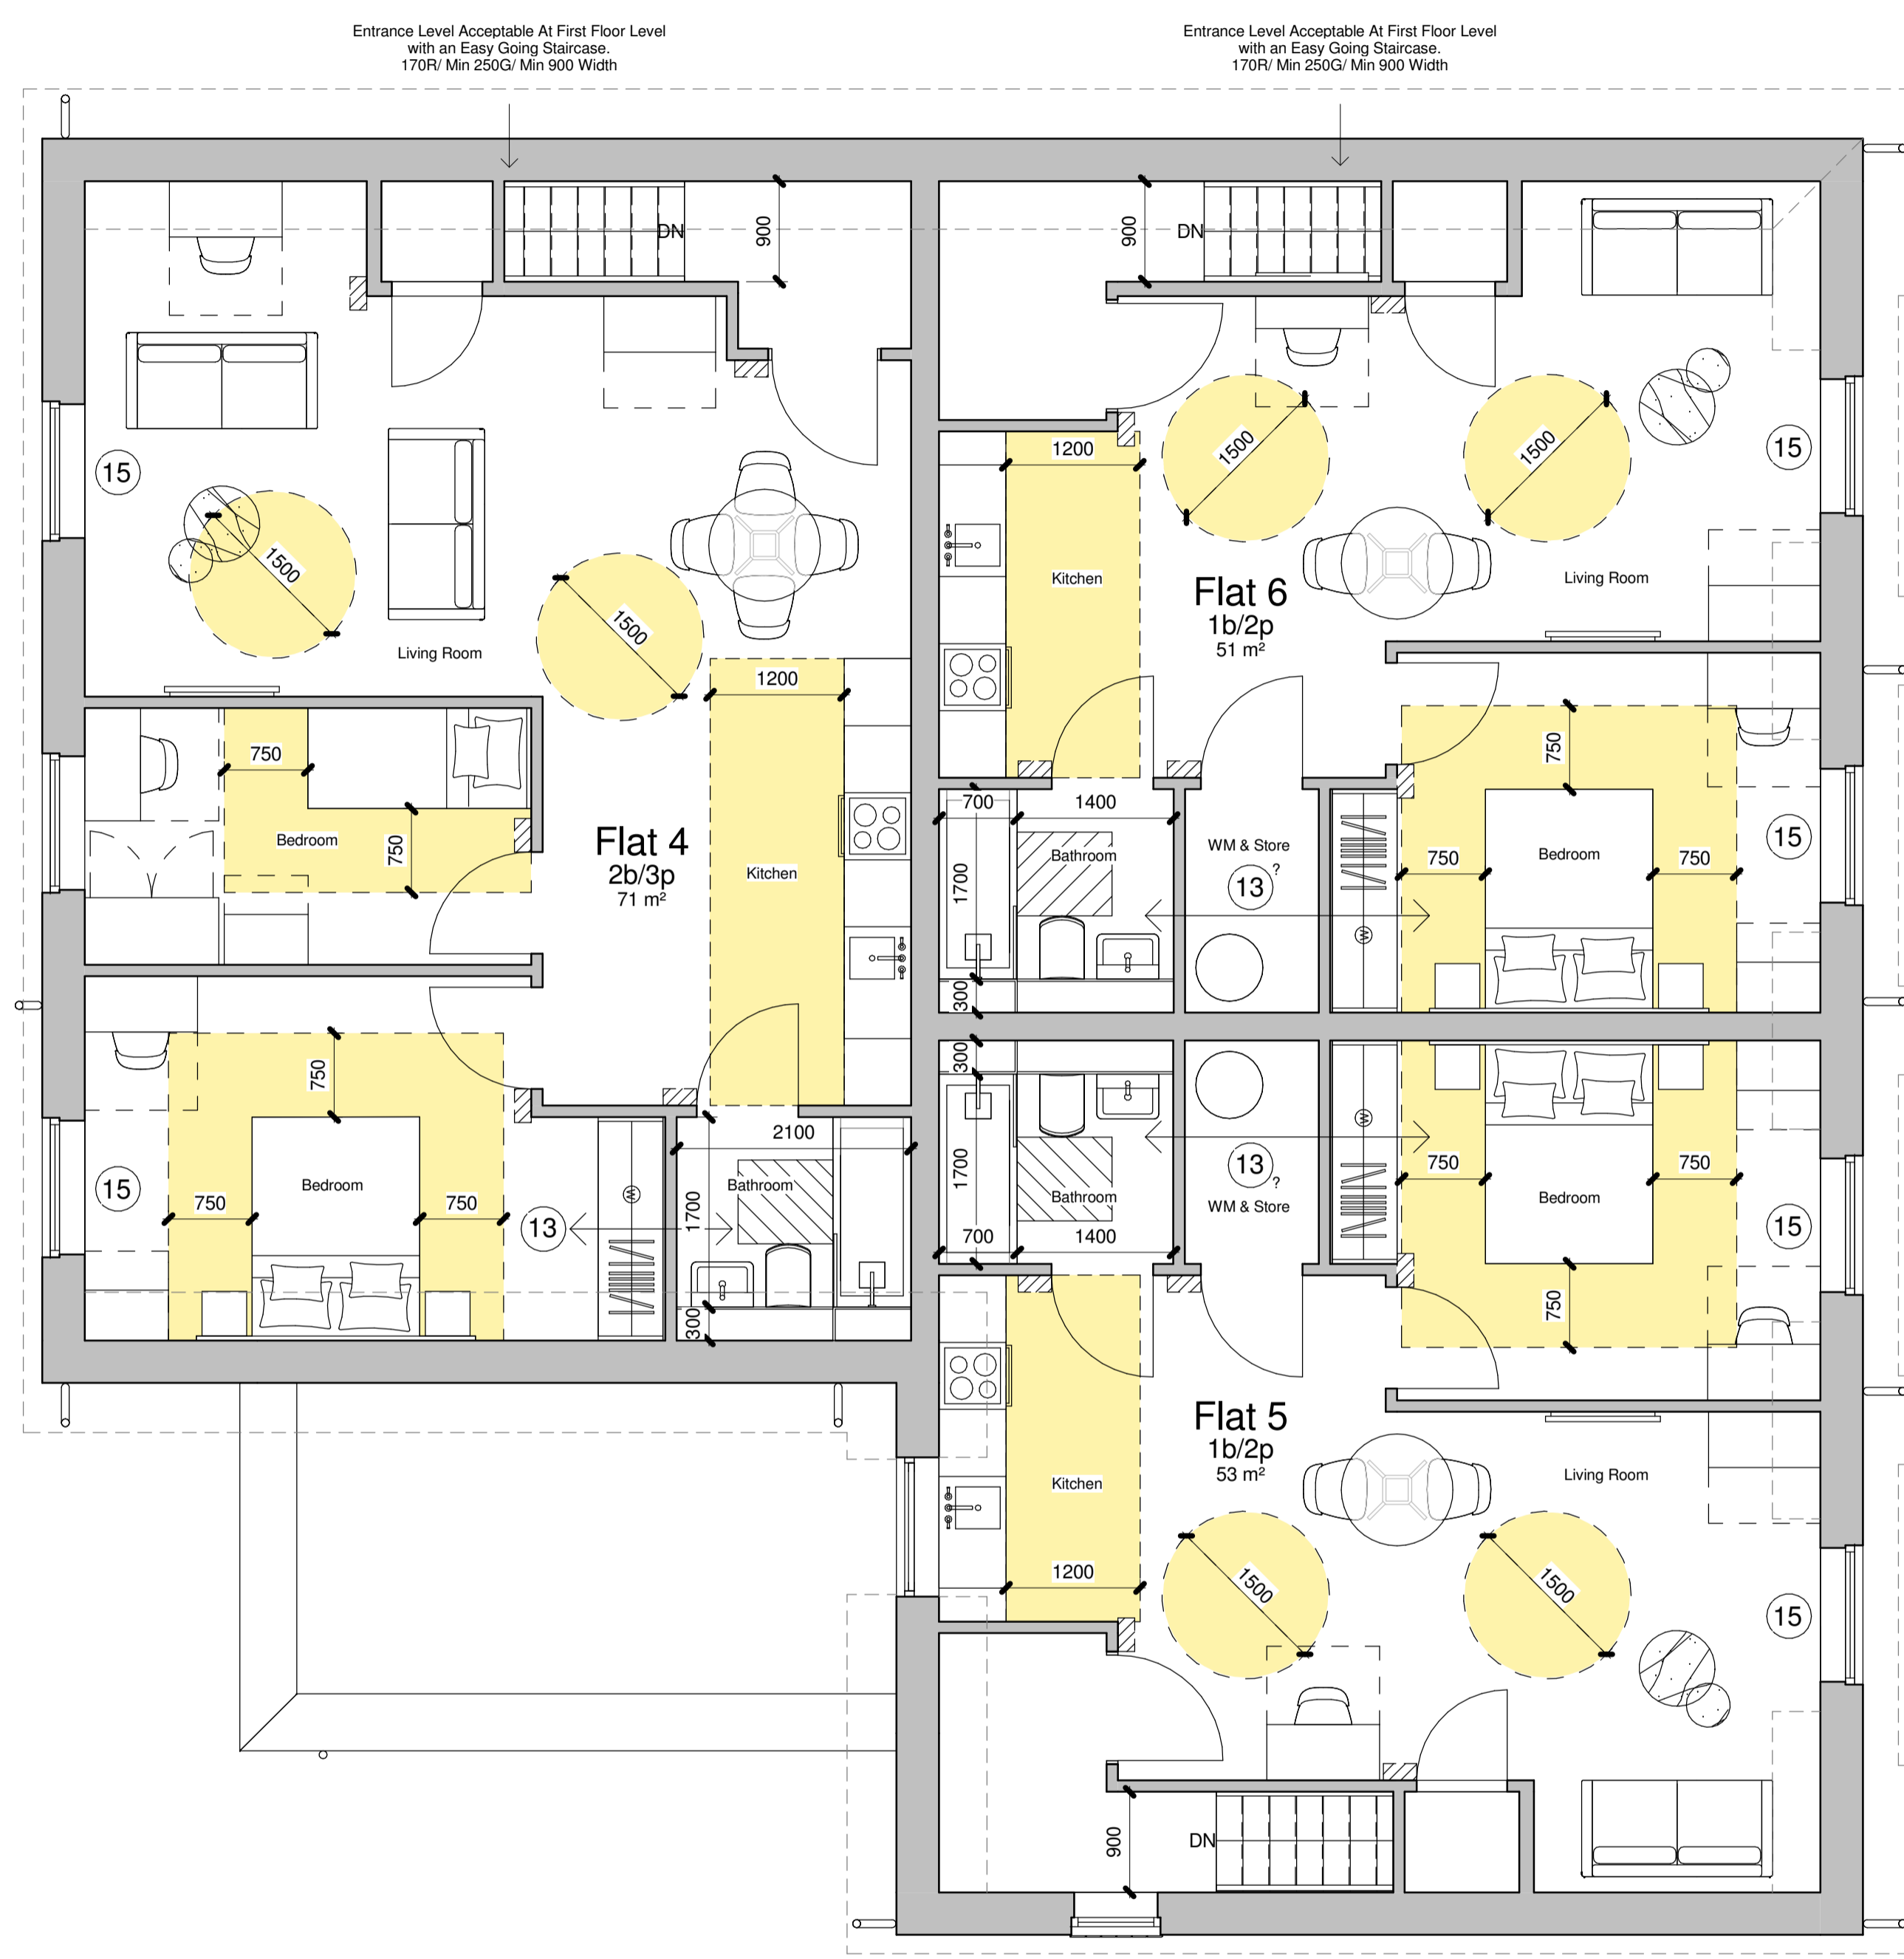 Entrance Level Acceptable At First Floor Level
with an Easy Going Staircase.
170R/ Min 250G/ Min 900 Width
Entrance Level Acceptable At First Floor Level
with an Easy Going Staircase.
170R/ Min 250G/ Min 900 Width
DN
900
15
1500
1500
Living Room
1200
750
Bedroom
750
Flat 4
2b/3p
71 m²
Kitchen
750
15
750
Bedroom
750
13
W
2100
Bathroom
1700
300
900
DN
1200
1500
1500
15
Kitchen
Flat 6
1b/2p
51 m²
Living Room
700
1400
Bathroom
1700
300
WM & Store
13 ?
W
750
750
Bedroom
750
15
300
1700
Bathroom
700
1400
13 ?
WM & Store
W
750
Bedroom
750
750
15
Flat 5
1b/2p
53 m²
Kitchen
Living Room
1200
1500
1500
15
900
DN